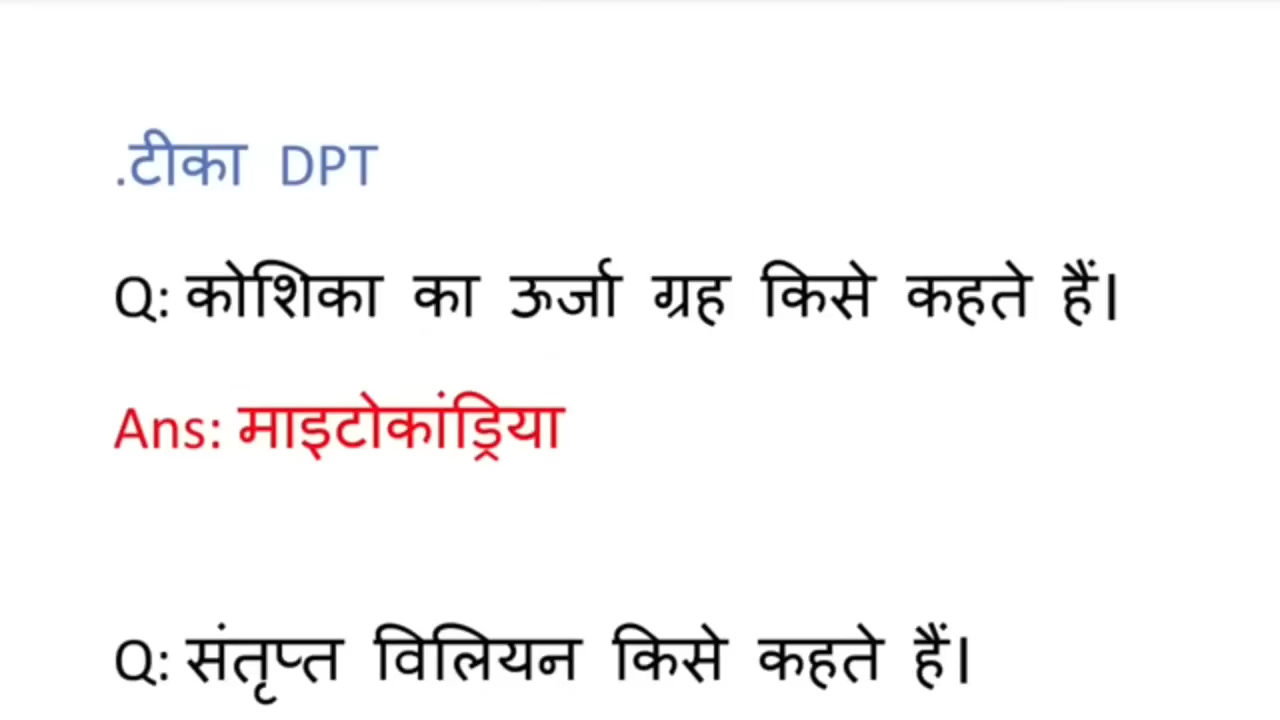 .टीका DPT
Q: कोशिका का ऊर्जा ग्रह किसे कहते हैं।
Ans: माइटोकांड्रिया
Q: संतृप्त विलियन किसे कहते हैं।